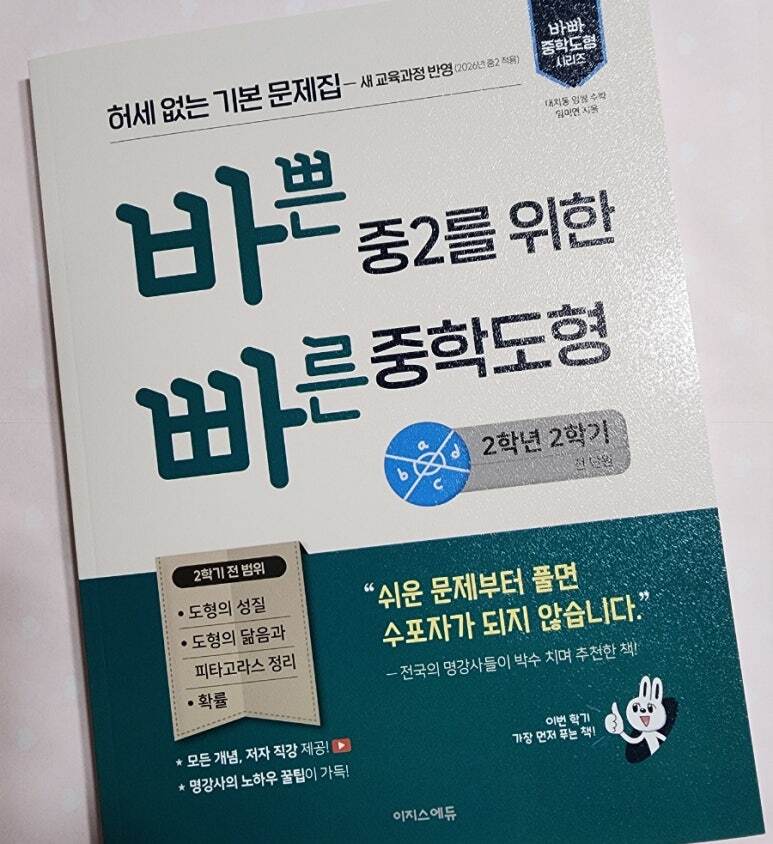 바빠
중학도형
시리즈
허세 없는 기본 문제집 – 새 교육과정 반영 (2026년 중2 적용)
대치동 임쌤 수학
임미연 지음
바쁜 중2를 위한
빠른 중학도형
a
b
d
c
2학년 2학기
전 단원
2학기 전 범위
• 도형의 성질
• 도형의 닮음과
피타고라스 정리
• 확률
“쉬운 문제부터 풀면
수포자가 되지 않습니다.”
– 전국의 명강사들이 박수 치며 추천한 책!
이번 학기
가장 먼저 푸는 책!
★ 모든 개념, 저자 직강 제공!
★ 명강사의 노하우 꿀팁이 가득!
이지스에듀